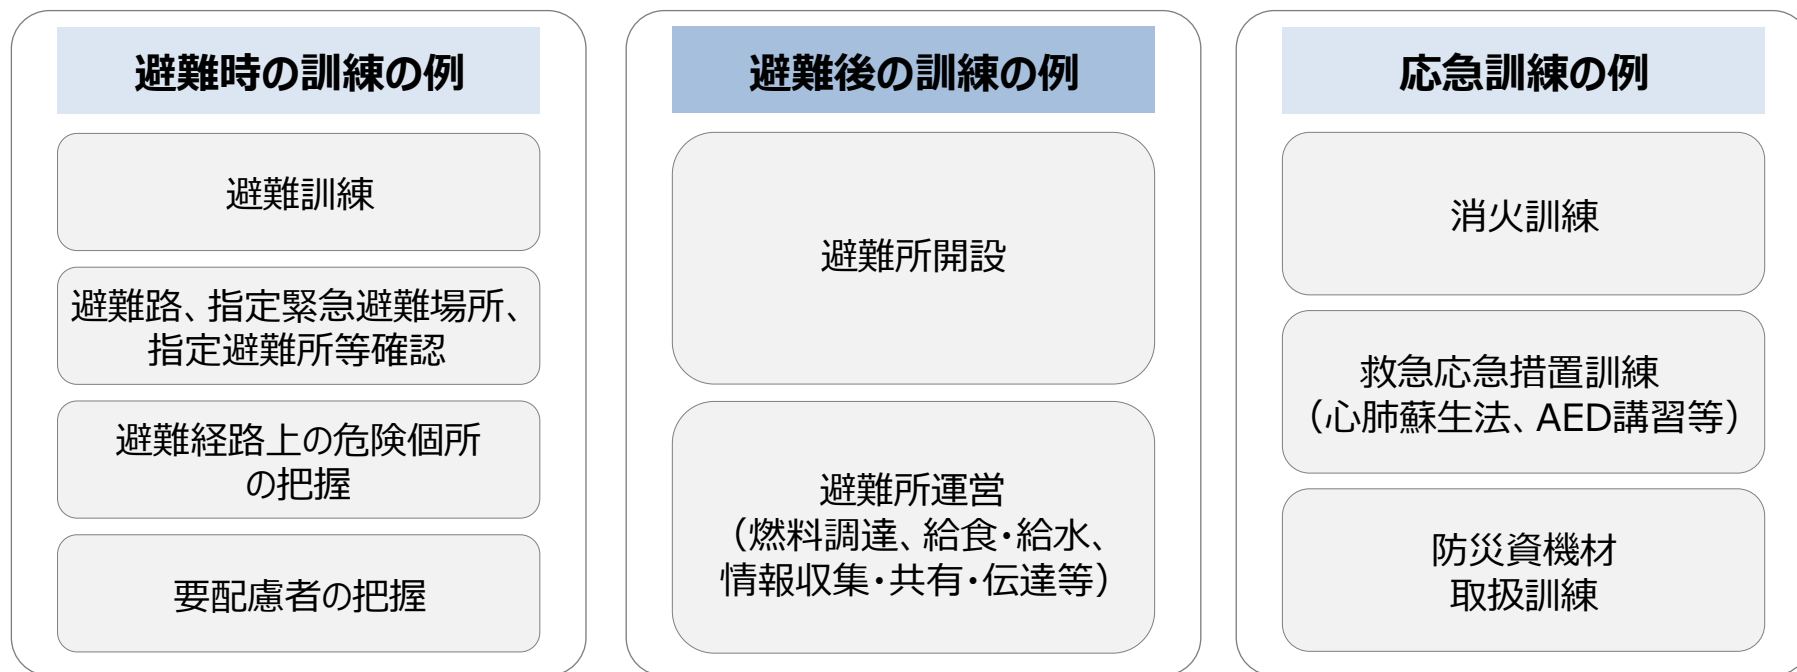 避難時の訓練の例
避難訓練
避難路、指定緊急避難場所、
指定避難所等確認
避難経路上の危険個所
の把握
要配慮者の把握
避難後の訓練の例
避難所開設
避難所運営
（燃料調達、給食・給水、
情報収集・共有・伝達等）
応急訓練の例
消火訓練
救急応急措置訓練
（心肺蘇生法、AED講習等）
防災資機材
取扱訓練